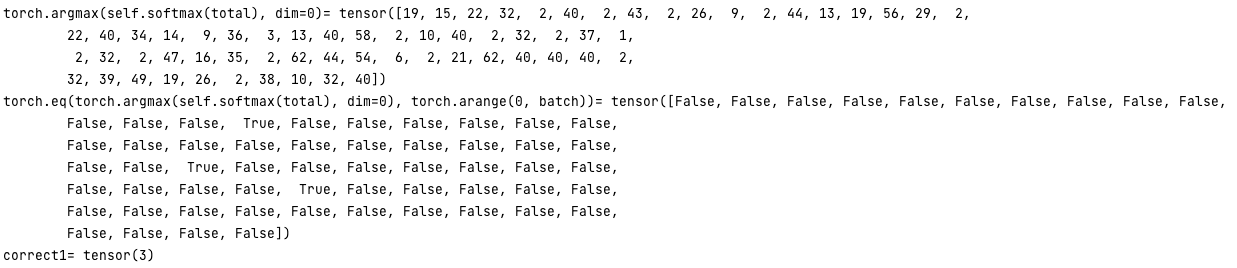 torch.argmax(self.softmax(total), dim=0)= tensor([19, 15, 22, 32,  2, 40,  2, 43,  2, 26,  9,  2, 44, 13, 19, 56, 29,  2,
        22, 40, 34, 14,  9, 36,  3, 13, 40, 58,  2, 10, 40,  2, 32,  2, 37,  1,
         2, 32,  2, 47, 16, 35,  2, 62, 44, 54,  6,  2, 21, 62, 40, 40, 40,  2,
        32, 39, 49, 19, 26,  2, 38, 10, 32, 40])
torch.eq(torch.argmax(self.softmax(total), dim=0), torch.arange(0, batch))= tensor([False, False, False, False, False, False, False, False, False, False,
        False, False, False,  True, False, False, False, False, False, False,
        False, False, False, False, False, False, False, False, False, False,
        False, False,  True, False, False, False, False, False, False, False,
        False, False, False, False,  True, False, False, False, False, False,
        False, False, False, False, False, False, False, False, False, False,
        False, False, False, False])
correct1= tensor(3)